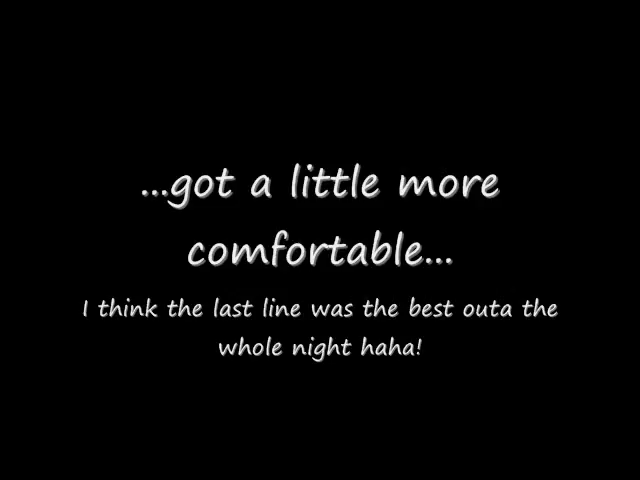 ...got a little more
comfortable...
I think the last line was the best outa the
whole night haha!